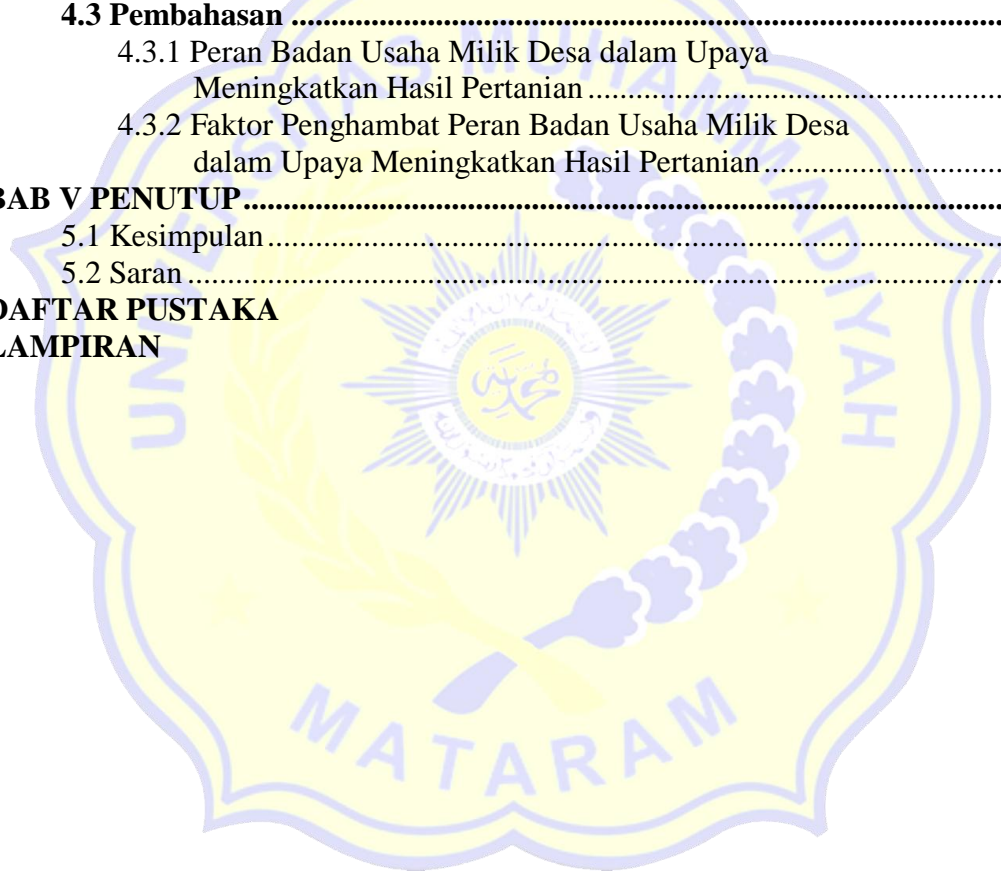 4.3 Pembahasan ..........................................................................................
4.3.1 Peran Badan Usaha Milik Desa dalam Upaya
Meningkatkan Hasil Pertanian ....................................................
4.3.2 Faktor Penghambat Peran Badan Usaha Milik Desa
dalam Upaya Meningkatkan Hasil Pertanian ..............................
BAB V PENUTUP ................................................................................................
5.1 Kesimpulan ............................................................................................
5.2 Saran ......................................................................................................
DAFTAR PUSTAKA
LAMPIRAN
UNIVERSITAS MUHAMMADIYAH
MATARAM